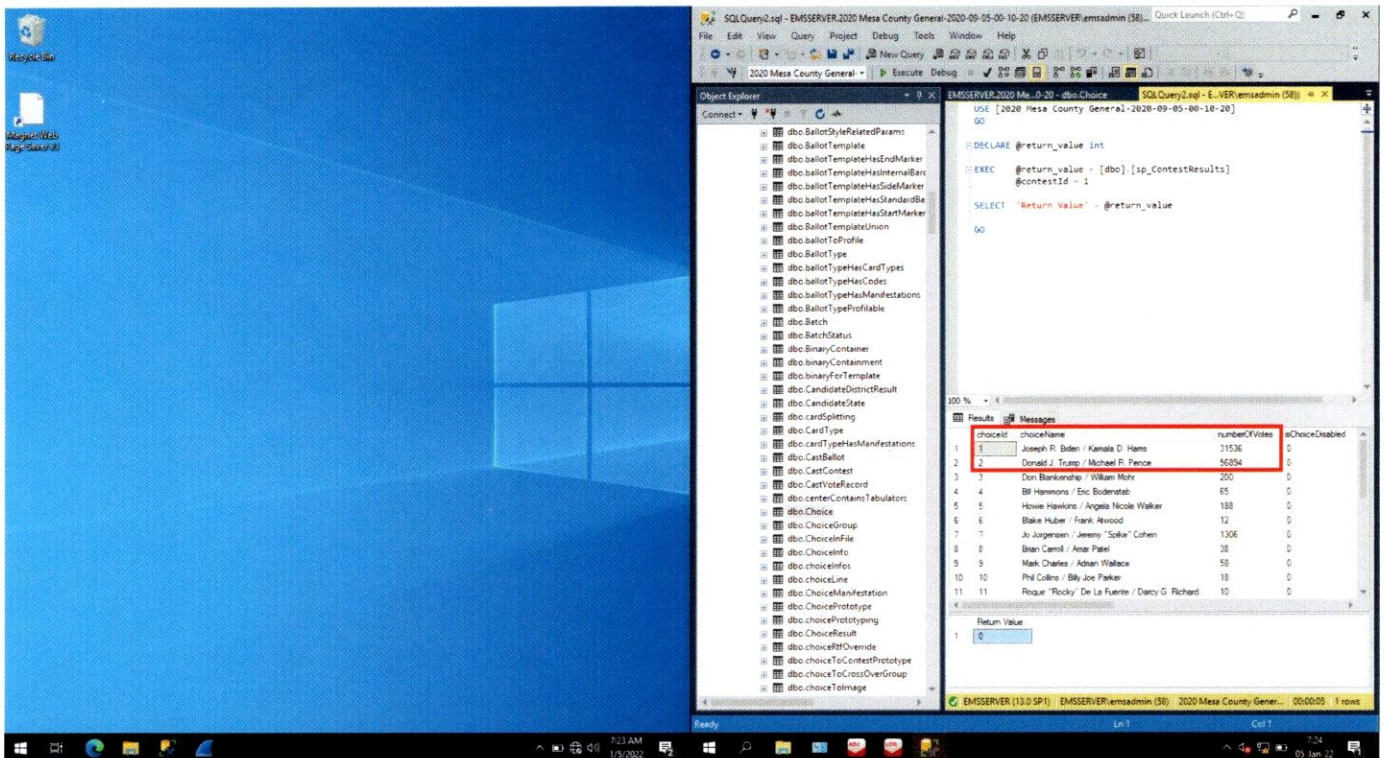 Recycle Bin
Magnet Web
Page Saver V3
7:23 AM
1/5/2022
SQLQuery2.sql - EMSSERVER.2020 Mesa County General-2020-09-05-00-10-20 (EMSSERVER\emsadmin (58))...
Quick Launch (Ctrl+Q)
File Edit View Query Project Debug Tools Window Help
New Query
2020 Mesa County General- Execute Debug
Object Explorer
Connect
dbo.BallotStyleRelatedParams
dbo.BallotTemplate
dbo.ballotTemplateHasEndMarker
dbo.ballotTemplateHasInternalBarc
dbo.ballotTemplateHasSideMarker
dbo.ballotTemplateHasStandardBa
dbo.ballotTemplateHasStartMarker
dbo.BallotTemplateUnion
dbo.ballotToProfile
dbo.BallotType
dbo.ballotTypeHasCardTypes
dbo.ballotTypeHasCodes
dbo.ballotTypeHasManifestations
dbo.BallotTypeProfilable
dbo.Batch
dbo.BatchStatus
dbo.BinaryContainer
dbo.binaryContainment
dbo.binaryForTemplate
dbo.CandidateDistrictResult
dbo.CandidateState
dbo.cardSplitting
dbo.CardType
dbo.cardTypeHasManifestations
dbo.CastBallot
dbo.CastContest
dbo.CastVoteRecord
dbo.centerContainsTabulators
dbo.Choice
dbo.ChoiceGroup
dbo.ChoiceInFile
dbo.ChoiceInfo
dbo.choiceInfos
dbo.choiceLine
dbo.ChoiceManifestation
dbo.ChoicePrototype
dbo.choicePrototyping
dbo.ChoiceResult
dbo.choiceRtfOverride
dbo.choiceToContestPrototype
dbo.choiceToCrossOverGroup
dbo.choiceToImage
EMSSERVER.2020 Me...0-20 - dbo.Choice
SQLQuery2.sql - E...VER\emsadmin (58))
USE [2020 Mesa County General-2020-09-05-00-10-20]
GO
DECLARE @return_value int
EXEC @return_value = [dbo].[sp_ContestResults]
@contestId = 1
SELECT 'Return Value' = @return_value
GO
100 %
Results Messages
choiceId choiceName numberOfVotes isChoiceDisabled
1 1 Joseph R. Biden / Kamala D. Harris 31536 0
2 2 Donald J. Trump / Michael R. Pence 56894 0
3 3 Don Blankenship / William Mohr 200 0
4 4 Bill Hammons / Eric Bodenstab 65 0
5 5 Howie Hawkins / Angela Nicole Walker 188 0
6 6 Blake Huber / Frank Atwood 12 0
7 7 Jo Jorgensen / Jeremy "Spike" Cohen 1306 0
8 8 Brian Carroll / Amar Patel 38 0
9 9 Mark Charles / Adrian Wallace 58 0
10 10 Phil Collins / Billy Joe Parker 18 0
11 11 Roque "Rocky" De La Fuente / Darcy G. Richard 10 0
Return Value
1 0
EMSSERVER (13.0 SP1) EMSSERVER\emsadmin (58) 2020 Mesa County Gener... 00:00:05 1 rows
Ready Ln 1 Col 1
ADJ LOG
7:24
05 Jan 22